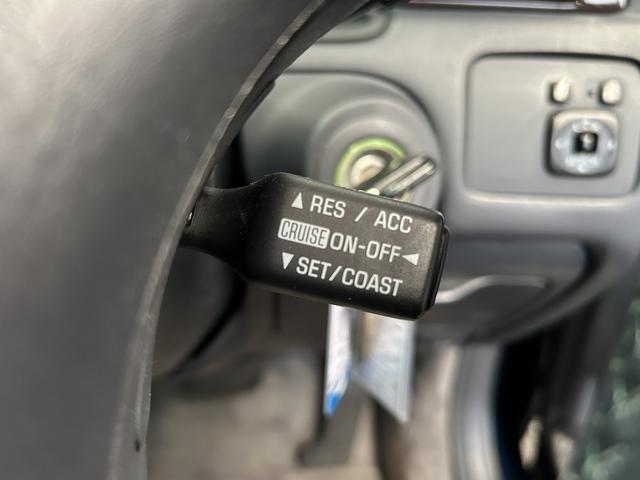 ▲ RES / ACC
CRUISE ON-OFF ◄
▼ SET/COAST